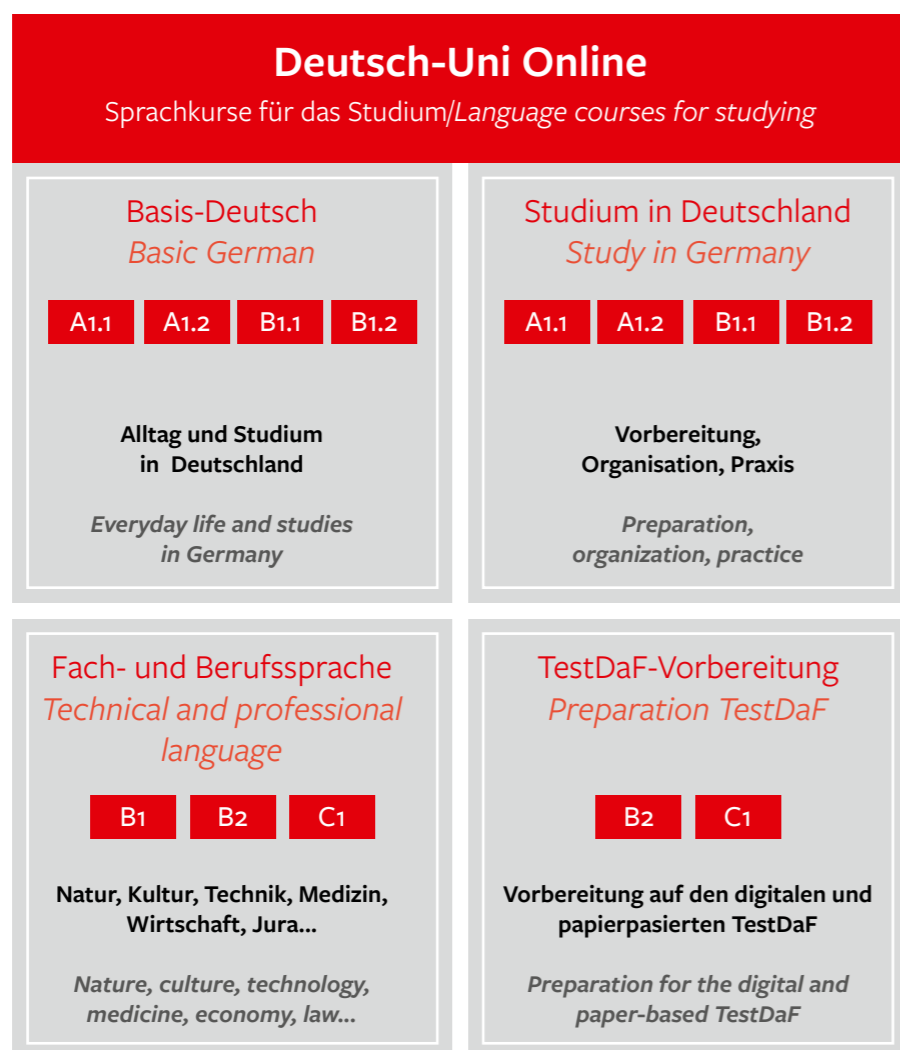 Deutsch-Uni Online
Sprachkurse für das Studium/Language courses for studying
Basis-Deutsch
Basic German
A1.1 A1.2 B1.1 B1.2
Alltag und Studium
in Deutschland
Everyday life and studies
in Germany
Studium in Deutschland
Study in Germany
A1.1 A1.2 B1.1 B1.2
Vorbereitung,
Organisation, Praxis
Preparation,
organization, practice
Fach- und Berufssprache
Technical and professional
language
B1 B2 C1
Natur, Kultur, Technik, Medizin,
Wirtschaft, Jura...
Nature, culture, technology,
medicine, economy, law...
TestDaF-Vorbereitung
Preparation TestDaF
B2 C1
Vorbereitung auf den digitalen und
papierpasierten TestDaF
Preparation for the digital and
paper-based TestDaF